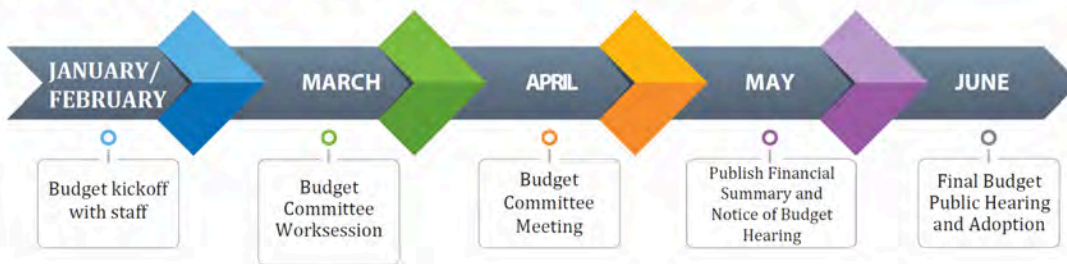 JANUARY/
FEBRUARY
MARCH
APRIL
MAY
JUNE
Budget kickoff
with staff
Budget
Committee
Worksession
Budget
Committee
Meeting
Publish Financial
Summary and
Notice of Budget
Hearing
Final Budget
Public Hearing
and Adoption